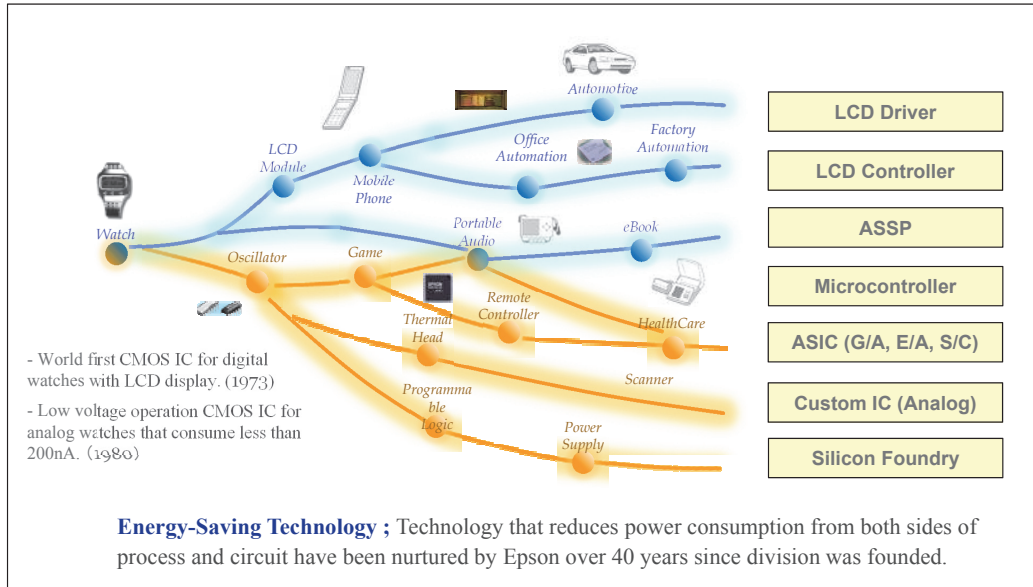 Automotive
LCD Driver
LCD
Module
Office
Automation
Factory
Automation
Mobile
Phone
LCD Controller
Watch
Portable
Audio
eBook
ASSP
Oscillator
Game
Microcontroller
Remote
Controller
Thermal
Head
HealthCare
ASIC (G/A, E/A, S/C)
- World first CMOS IC for digital
watches with LCD display. (1973)
- Low voltage operation CMOS IC for
analog watches that consume less than
200nA. (1980)
Scanner
Programma
ble
Logic
Custom IC (Analog)
Power
Supply
Silicon Foundry
Energy-Saving Technology ; Technology that reduces power consumption from both sides of
process and circuit have been nurtured by Epson over 40 years since division was founded.